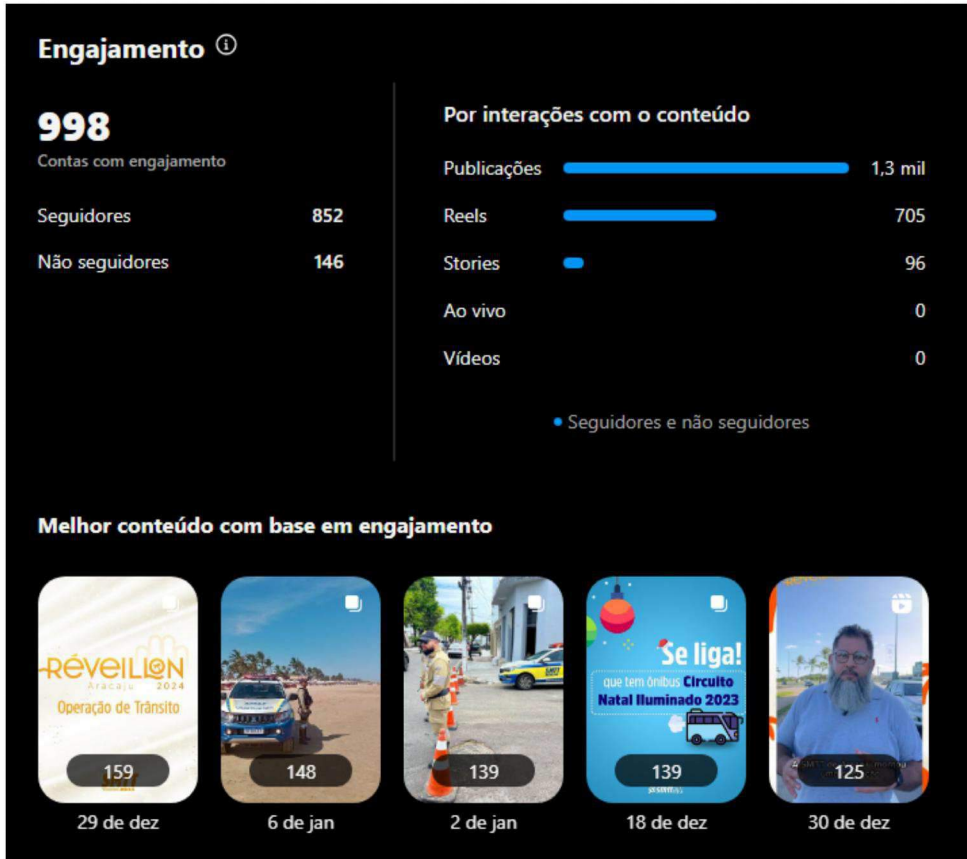 Engajamento
998
Contas com engajamento
Seguidores 852
Não seguidores 146
Por interações com o conteúdo
Publicações 1,3 mil
Reels 705
Stories 96
Ao vivo 0
Vídeos 0
Seguidores e não seguidores
Melhor conteúdo com base em engajamento
RÉVEILLON
Aracaju 2024
Operação de Trânsito
159
29 de dez
148
6 de jan
139
2 de jan
Se liga!
que tem ônibus Circuito
Natal Iluminado 2023
139
18 de dez
125
30 de dez